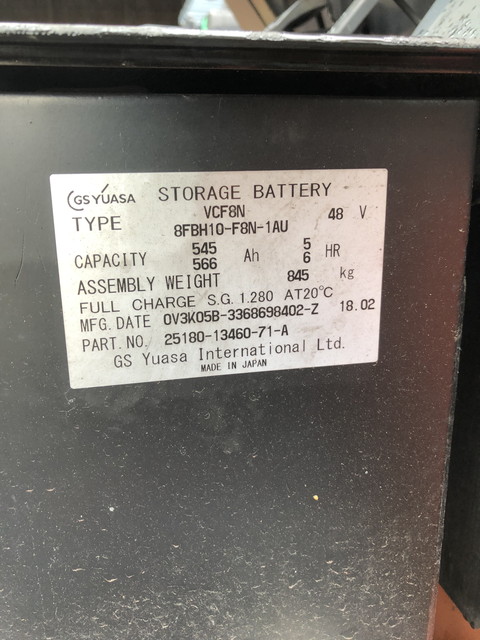 GS YUASA STORAGE BATTERY
TYPE VCF8N 48 V
8FBH10-F8N-1AU
CAPACITY 545 Ah 5 HR
566 6
ASSEMBLY WEIGHT 845 kg
FULL CHARGE S.G. 1.280 AT20℃
MFG. DATE 0V3K05B-3368698402-Z 18.02
PART. NO. 25180-13460-71-A
GS Yuasa International Ltd.
MADE IN JAPAN